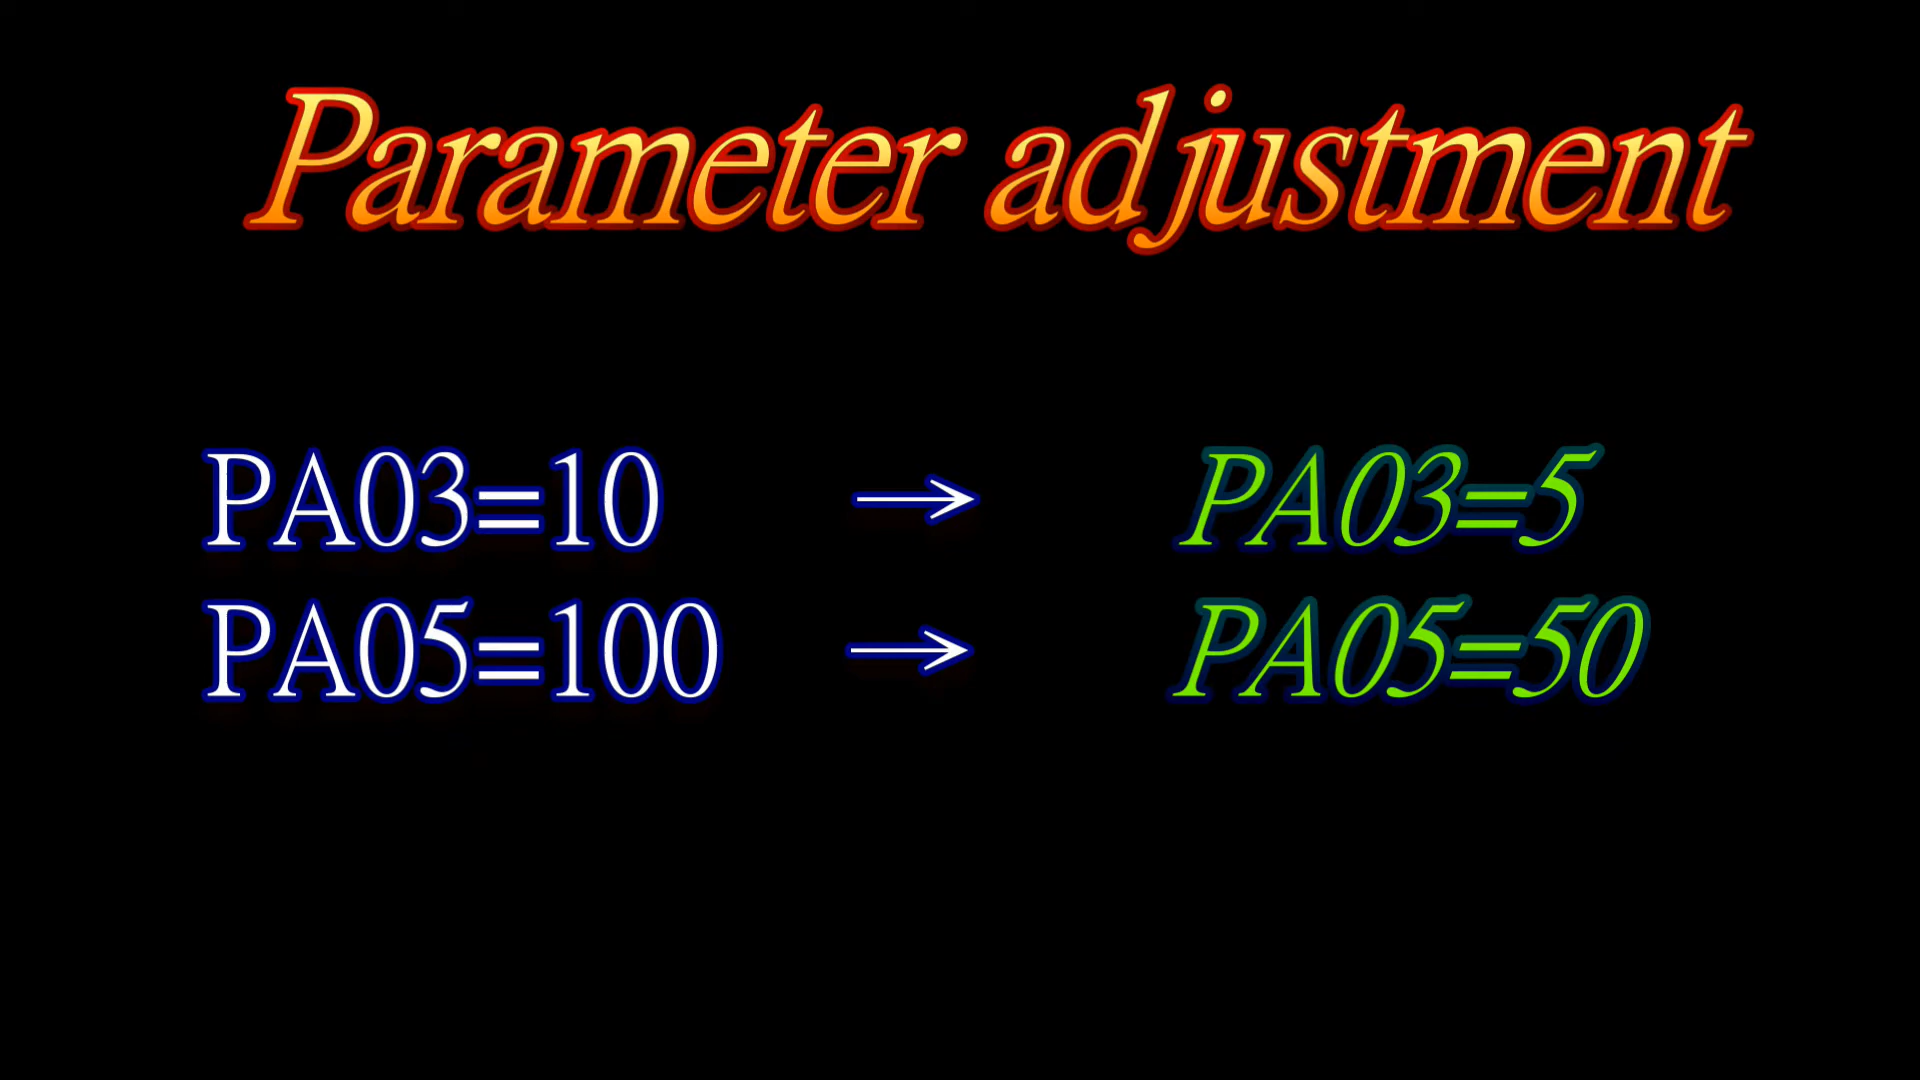 Parameter adjustment
PA03=10 → PA03=5
PA05=100 → PA05=50